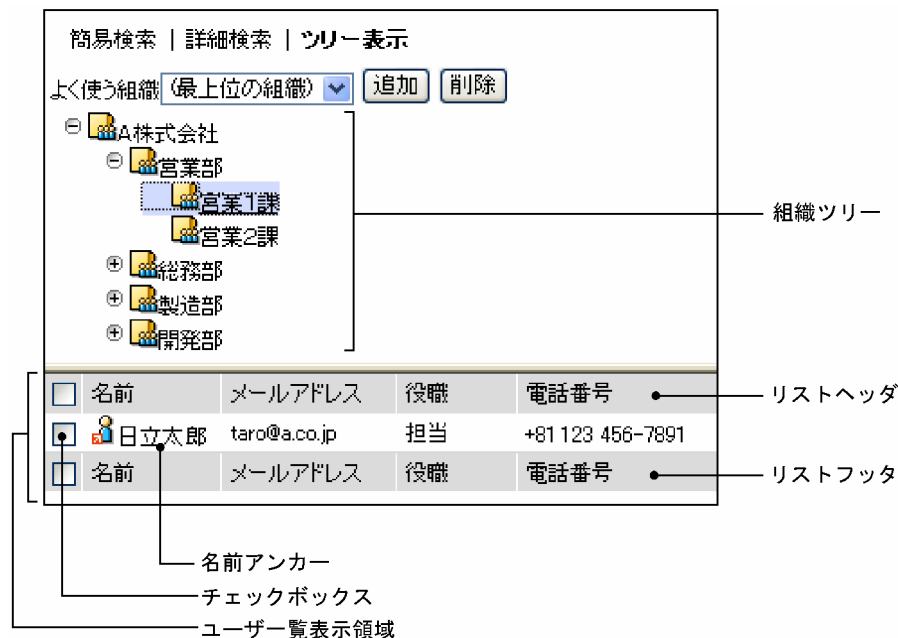 簡易検索 | 詳細検索 | ツリー表示
よく使う組織 (最上位の組織) 追加 削除
A株式会社
営業部
営業1課
営業2課
総務部
製造部
開発部
組織ツリー
名前 メールアドレス 役職 電話番号
リストヘッダ
日立太郎 taro@a.co.jp 担当 +81 123 456-7891
名前 メールアドレス 役職 電話番号
リストフッタ
名前アンカー
チェックボックス
ユーザ一覧表示領域